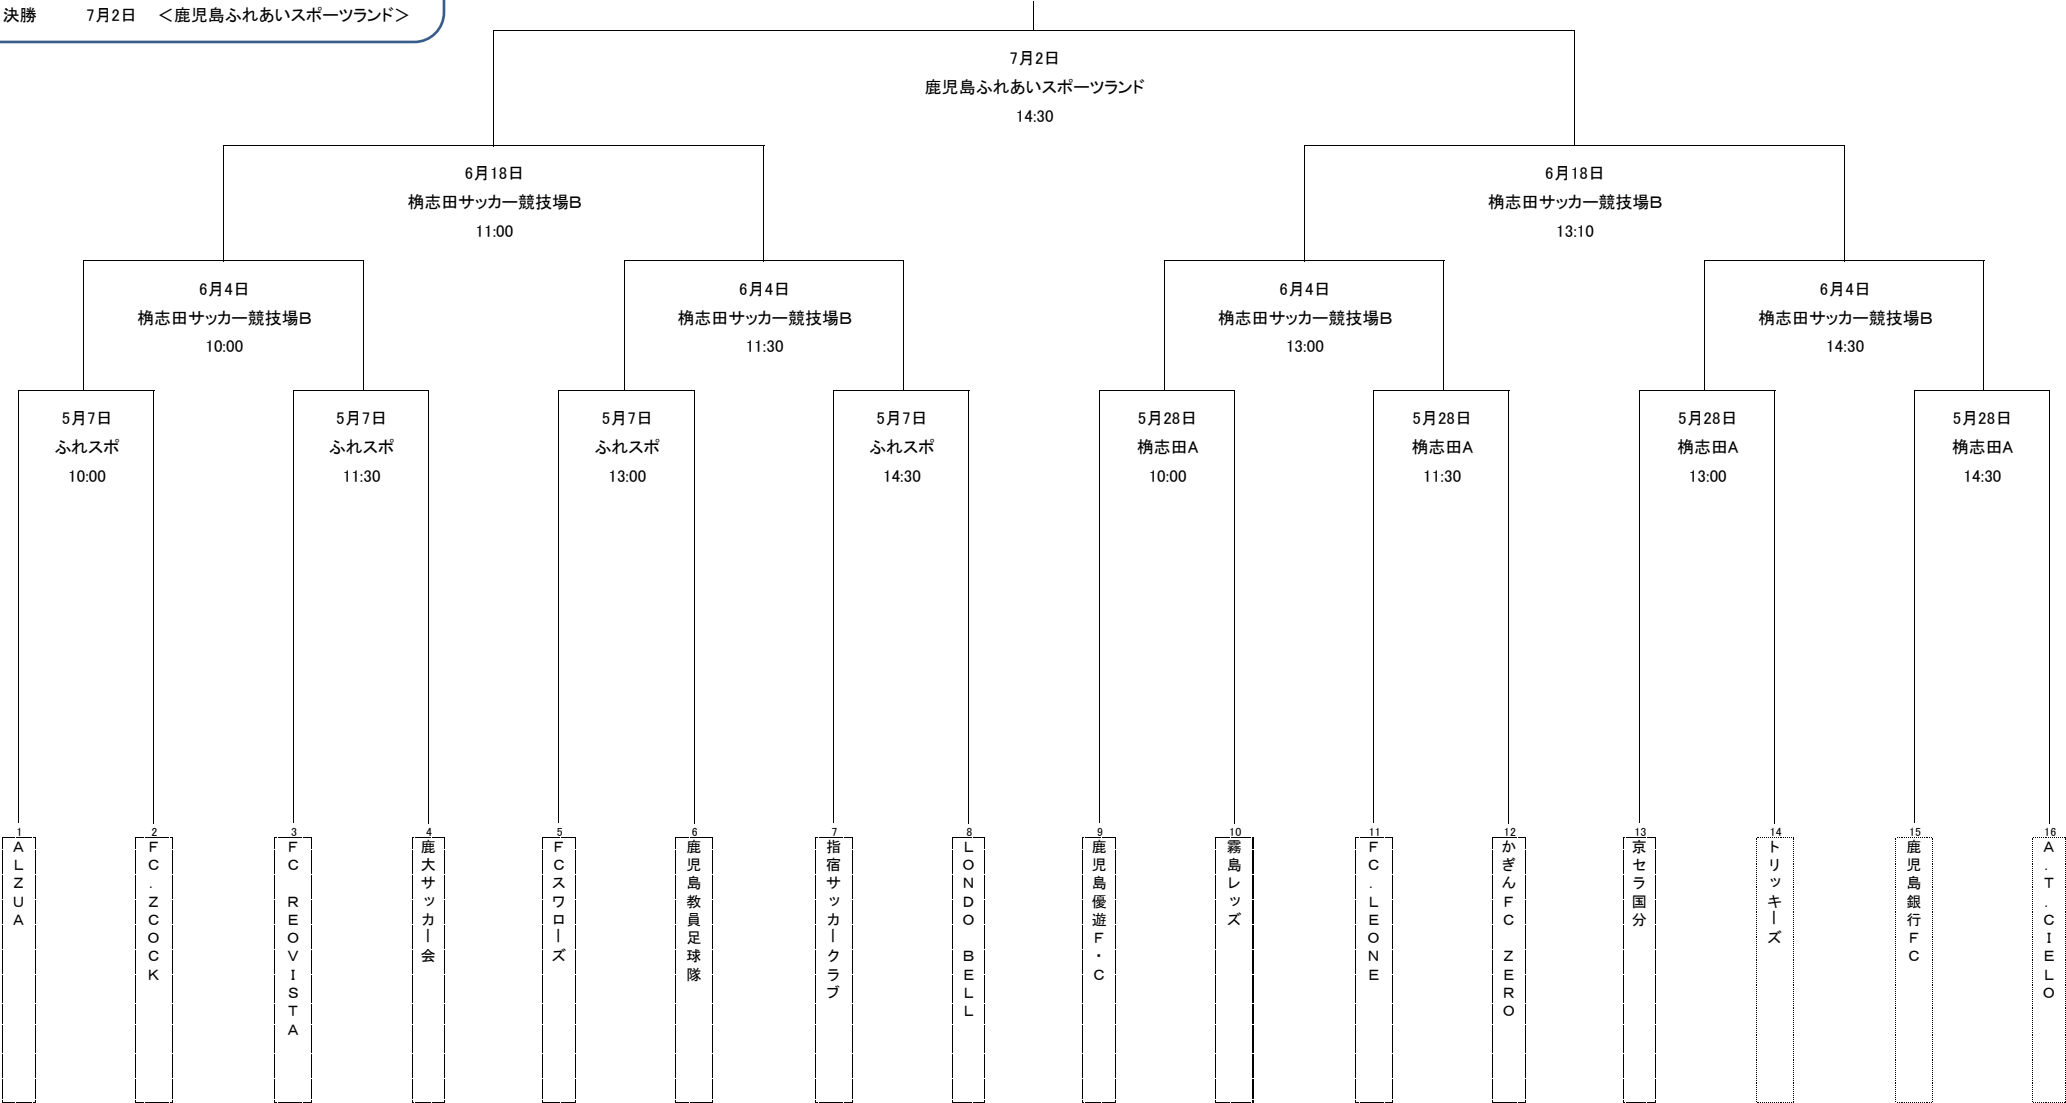 決勝 7月2日 ＜鹿児島ふれあいスポーツランド＞
7月2日
鹿児島ふれあいスポーツランド
14:30
6月18日
桷志田サッカー競技場B
11:00
6月18日
桷志田サッカー競技場B
13:10
6月4日
桷志田サッカー競技場B
10:00
6月4日
桷志田サッカー競技場B
11:30
6月4日
桷志田サッカー競技場B
13:00
6月4日
桷志田サッカー競技場B
14:30
5月7日
ふれスポ
10:00
5月7日
ふれスポ
11:30
5月7日
ふれスポ
13:00
5月7日
ふれスポ
14:30
5月28日
桷志田A
10:00
5月28日
桷志田A
11:30
5月28日
桷志田A
13:00
5月28日
桷志田A
14:30
1
ALZUA
2
FC.ZCOCK
3
FC REOVISTA
4
鹿大サッカー会
5
FCスワローズ
6
鹿児島教員足球隊
7
指宿サッカークラブ
8
LONDO BELL
9
鹿児島優遊F・C
10
霧島レッズ
11
FC.LEONE
12
かぎんFC ZERO
13
京セラ国分
14
トリッキーズ
15
鹿児島銀行FC
16
A.T.CIELO